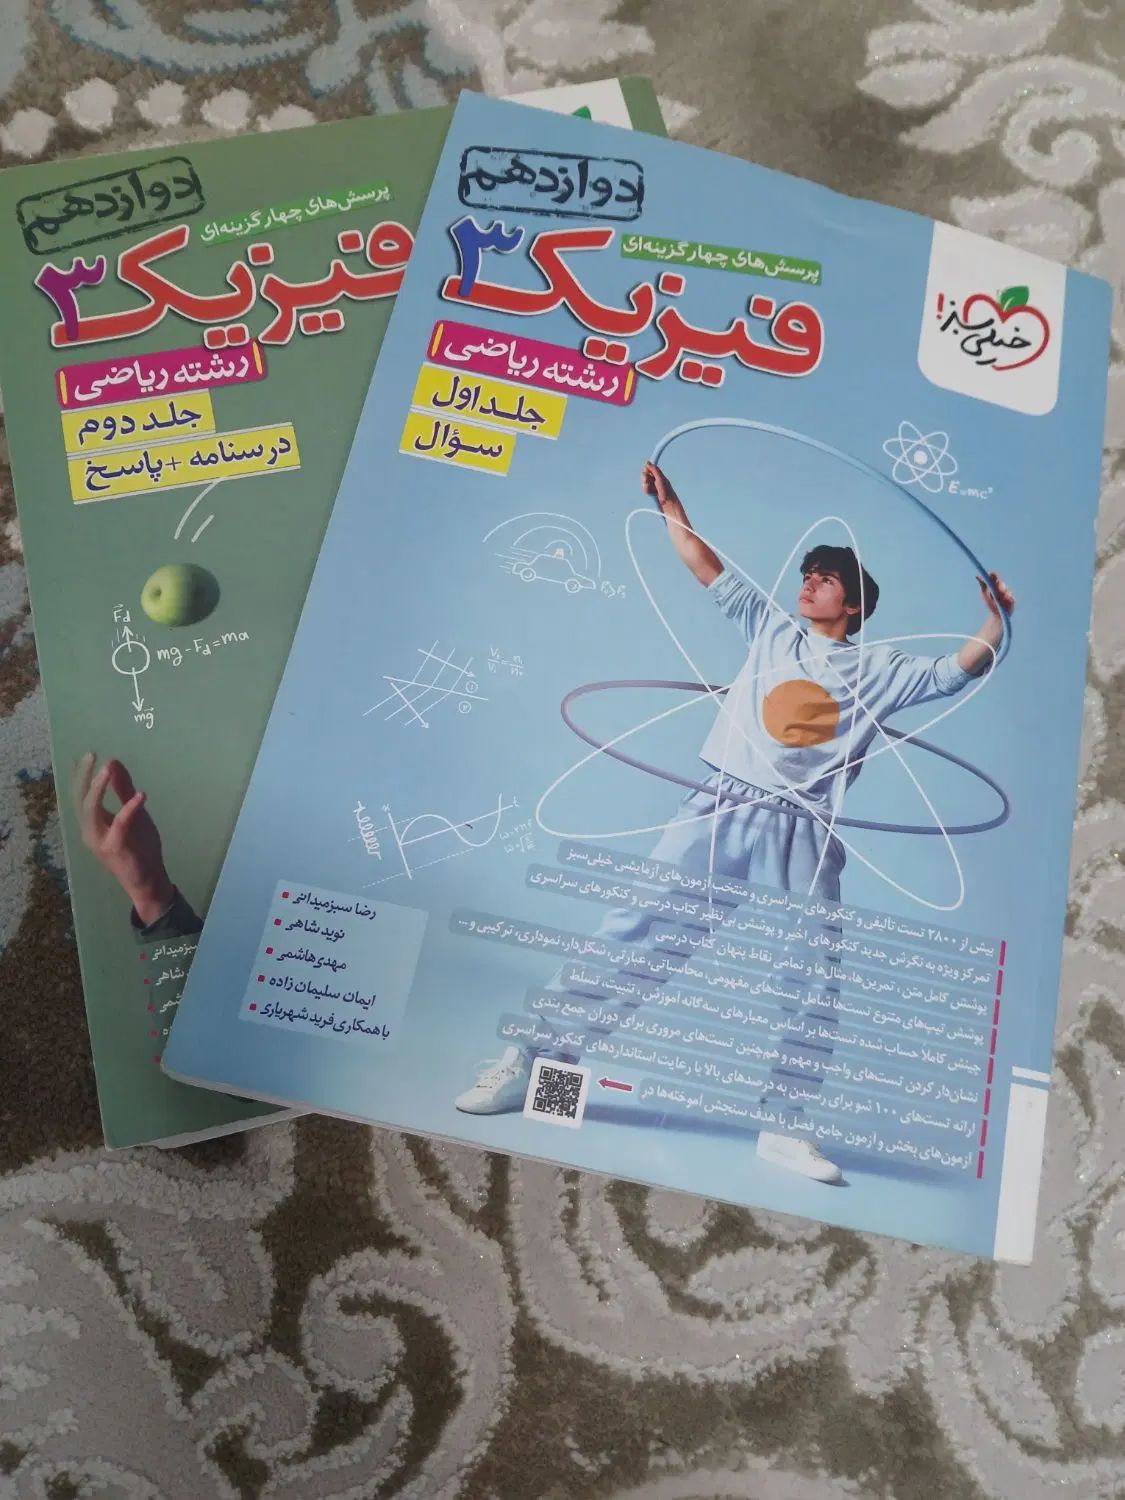 دوازدهم
پرسش‌های چهارگزینه‌ای
فیزیک ۳
رشته ریاضی
جلد اول
سؤال
خیلی سبز!
E=mc²
بیش از ۲۸۰۰ تست تألیفی و کنکورهای سراسری و منتخب آزمون‌های آزمایشی خیلی سبز
تمرکز ویژه به نگرش جدید کنکورهای اخیر و پوشش بی‌نظیر کتاب درسی و کنکورهای سراسری
پوشش کامل متن، تمرین‌ها، مثال‌ها و تمامی نقاط پنهان کتاب درسی
پوشش تیپ‌های متنوع تست‌ها شامل تست‌های مفهومی، محاسباتی، عبارتی، شکل‌دار، نموداری، ترکیبی و ...
چینش کاملاً حساب شده تست‌ها بر اساس معیارهای سه گانه آموزش، تثبیت، تسلط
نشان‌دار کردن تست‌های واجب و مهم و هم‌چنین تست‌های مروری برای دوران جمع بندی
ارائه تست‌های ۱۰۰ شو برای رسیدن به درصدهای بالا با رعایت استانداردهای کنکور سراسری
آزمون‌های بخش و آزمون جامع فصل با هدف سنجش آموخته‌ها در
رضا سبزمیدانی
نوید شاهی
مهدی هاشمی
ایمان سلیمان زاده
با همکاری فرید شهریاری
دوازدهم
پرسش‌های چهارگزینه‌ای
فیزیک ۳
رشته ریاضی
جلد دوم
درسنامه + پاسخ
Fd
mg - Fd = ma
mg